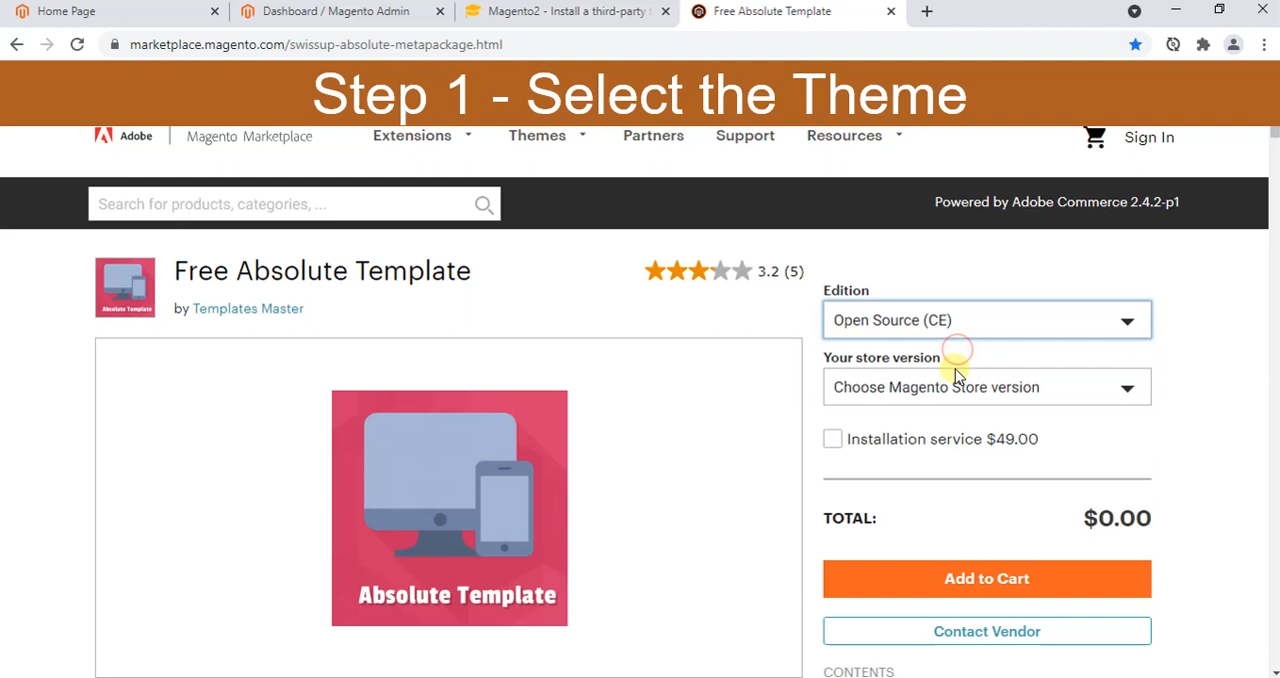 Home Page
Dashboard / Magento Admin
Magento2 - Install a third-party t
Free Absolute Template
marketplace.magento.com/swissup-absolute-metapackage.html
Step 1 - Select the Theme
Adobe
Magento Marketplace
Extensions
Themes
Partners
Support
Resources
Sign In
Search for products, categories, ...
Powered by Adobe Commerce 2.4.2-p1
Free Absolute Template
3.2 (5)
by Templates Master
Absolute Template
Edition
Open Source (CE)
Your store version
Choose Magento Store version
Installation service $49.00
TOTAL:
$0.00
Absolute Template
Add to Cart
Contact Vendor
CONTENTS